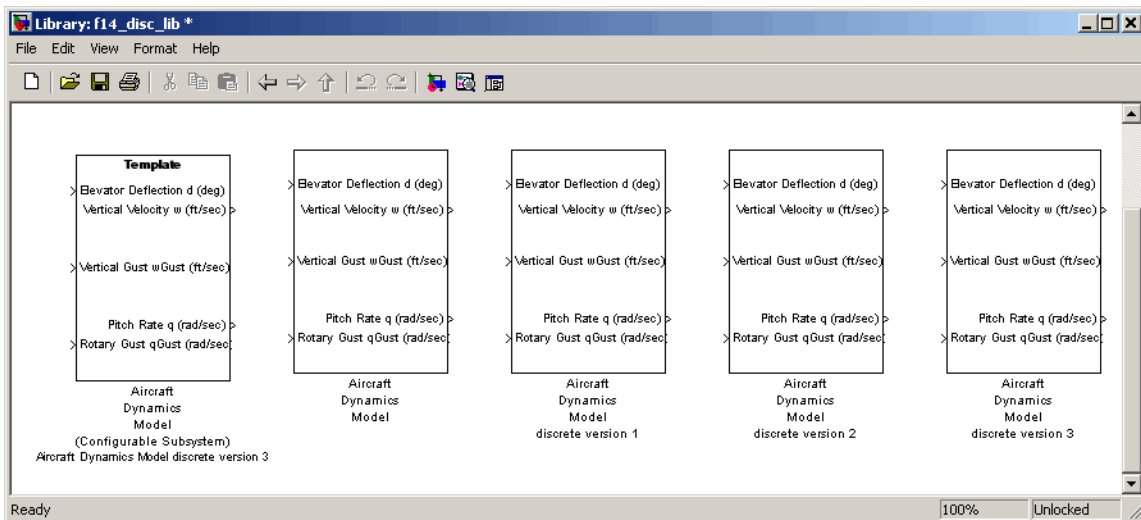 Library: f14_disc_lib *
File Edit View Format Help
Template
Elevator Deflection d (deg)
Vertical Velocity w (ft/sec)
Vertical Gust wGust (ft/sec)
Pitch Rate q (rad/sec)
Rotary Gust qGust (rad/sec
Aircraft
Dynamics
Model
(Configurable Subsystem)
Aircraft Dynamics Model discrete version 3
Elevator Deflection d (deg)
Vertical Velocity w (ft/sec)
Vertical Gust wGust (ft/sec)
Pitch Rate q (rad/sec)
Rotary Gust qGust (rad/sec
Aircraft
Dynamics
Model
Elevator Deflection d (deg)
Vertical Velocity w (ft/sec)
Vertical Gust wGust (ft/sec)
Pitch Rate q (rad/sec)
Rotary Gust qGust (rad/sec
Aircraft
Dynamics
Model
discrete version 1
Elevator Deflection d (deg)
Vertical Velocity w (ft/sec)
Vertical Gust wGust (ft/sec)
Pitch Rate q (rad/sec)
Rotary Gust qGust (rad/sec
Aircraft
Dynamics
Model
discrete version 2
Elevator Deflection d (deg)
Vertical Velocity w (ft/sec)
Vertical Gust wGust (ft/sec)
Pitch Rate q (rad/sec)
Rotary Gust qGust (rad/sec
Aircraft
Dynamics
Model
discrete version 3
Ready 100% Unlocked